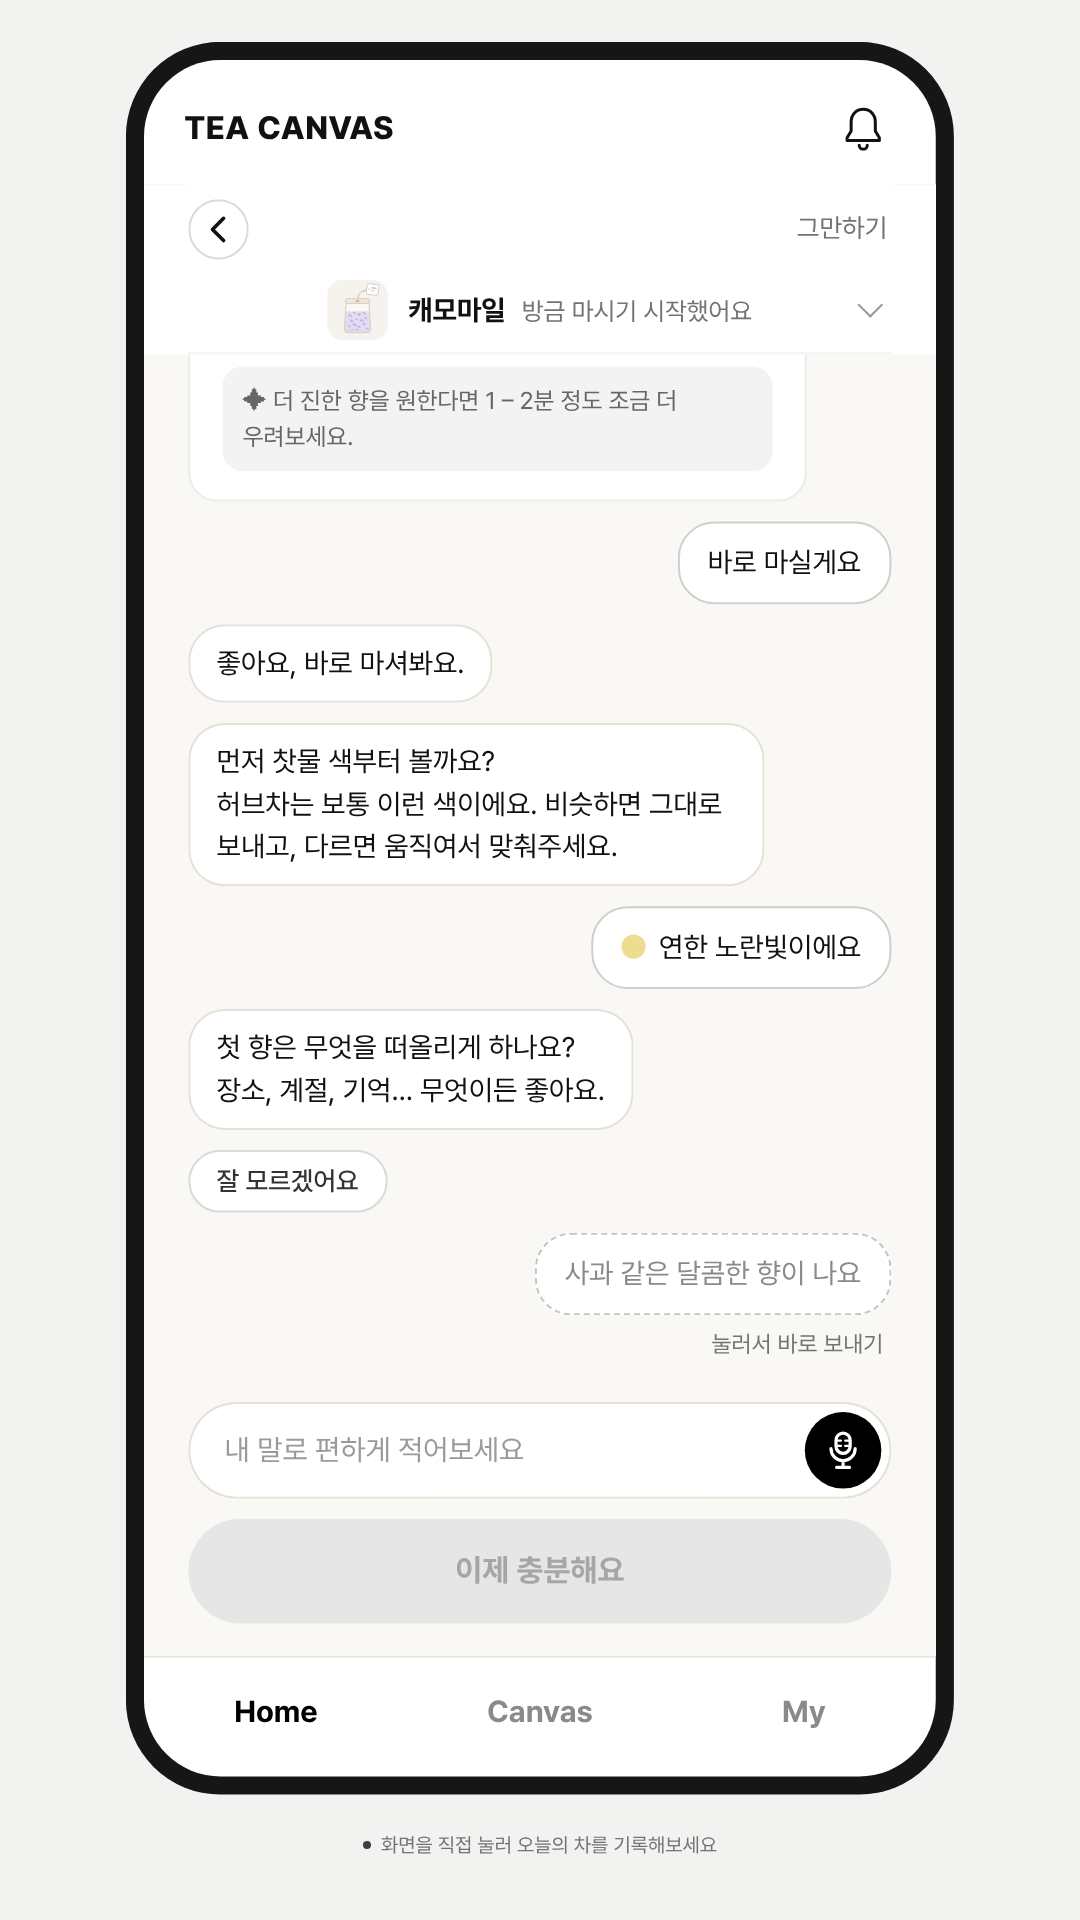 TEA CANVAS
그만하기
캐모마일 방금 마시기 시작했어요
더 진한 향을 원한다면 1 – 2분 정도 조금 더
우려보세요.
바로 마실게요
좋아요, 바로 마셔봐요.
먼저 찻물 색부터 볼까요?
허브차는 보통 이런 색이에요. 비슷하면 그대로
보내고, 다르면 움직여서 맞춰주세요.
연한 노란빛이에요
첫 향은 무엇을 떠올리게 하나요?
장소, 계절, 기억... 무엇이든 좋아요.
잘 모르겠어요
사과 같은 달콤한 향이 나요
눌러서 바로 보내기
내 말로 편하게 적어보세요
이제 충분해요
Home Canvas My
화면을 직접 눌러 오늘의 차를 기록해보세요